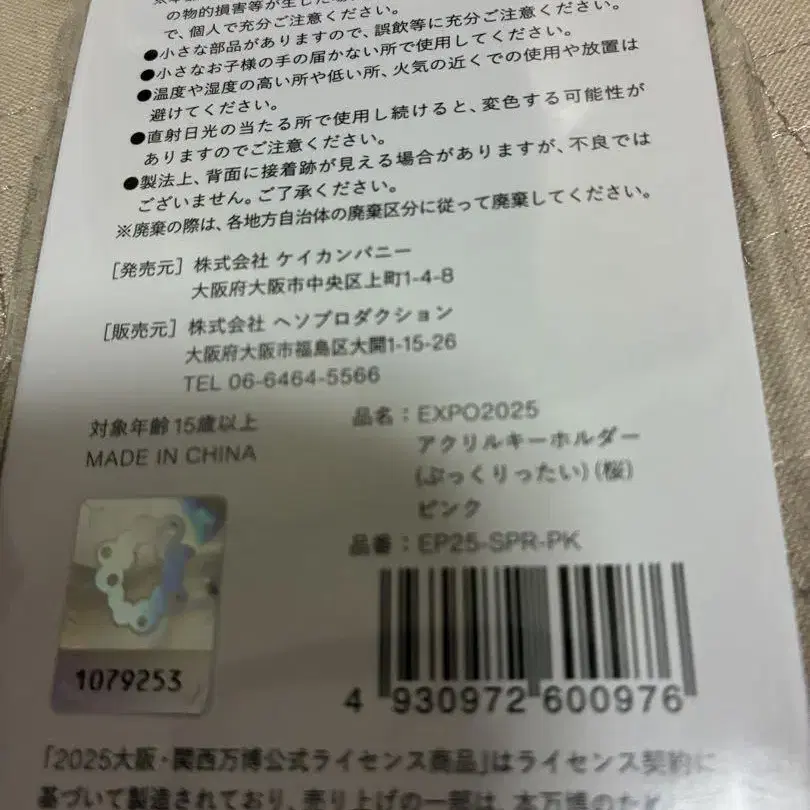 の物的損害等が生じた場
で、個人で充分ご注意ください。
●小さな部品がありますので、誤飲等に充分ご注意ください。
●小さなお子様の手の届かない所で使用してください。
●温度や湿度の高い所や低い所、火気の近くでの使用や放置は
避けてください。
●直射日光の当たる所で使用し続けると、変色する可能性が
ありますのでご注意ください。
●製法上、背面に接着跡が見える場合がありますが、不良では
ございません。ご了承ください。
※廃棄の際は、各地方自治体の廃棄区分に従って廃棄してください。
[発売元] 株式会社 ケイカンパニー
大阪府大阪市中央区上町1-4-8
[販売元] 株式会社 ヘソプロダクション
大阪府大阪市福島区大開1-15-26
TEL 06-6464-5566
対象年齢15歳以上
MADE IN CHINA
品名：EXPO2025
アクリルキーホルダー
(ぷっくりったい)(桜)
ピンク
品番：EP25-SPR-PK
1079253
4 930972 600976
「2025大阪・関西万博公式ライセンス商品」はライセンス契約に
基づいて製造されており、売り上げの一部は、本万博のため